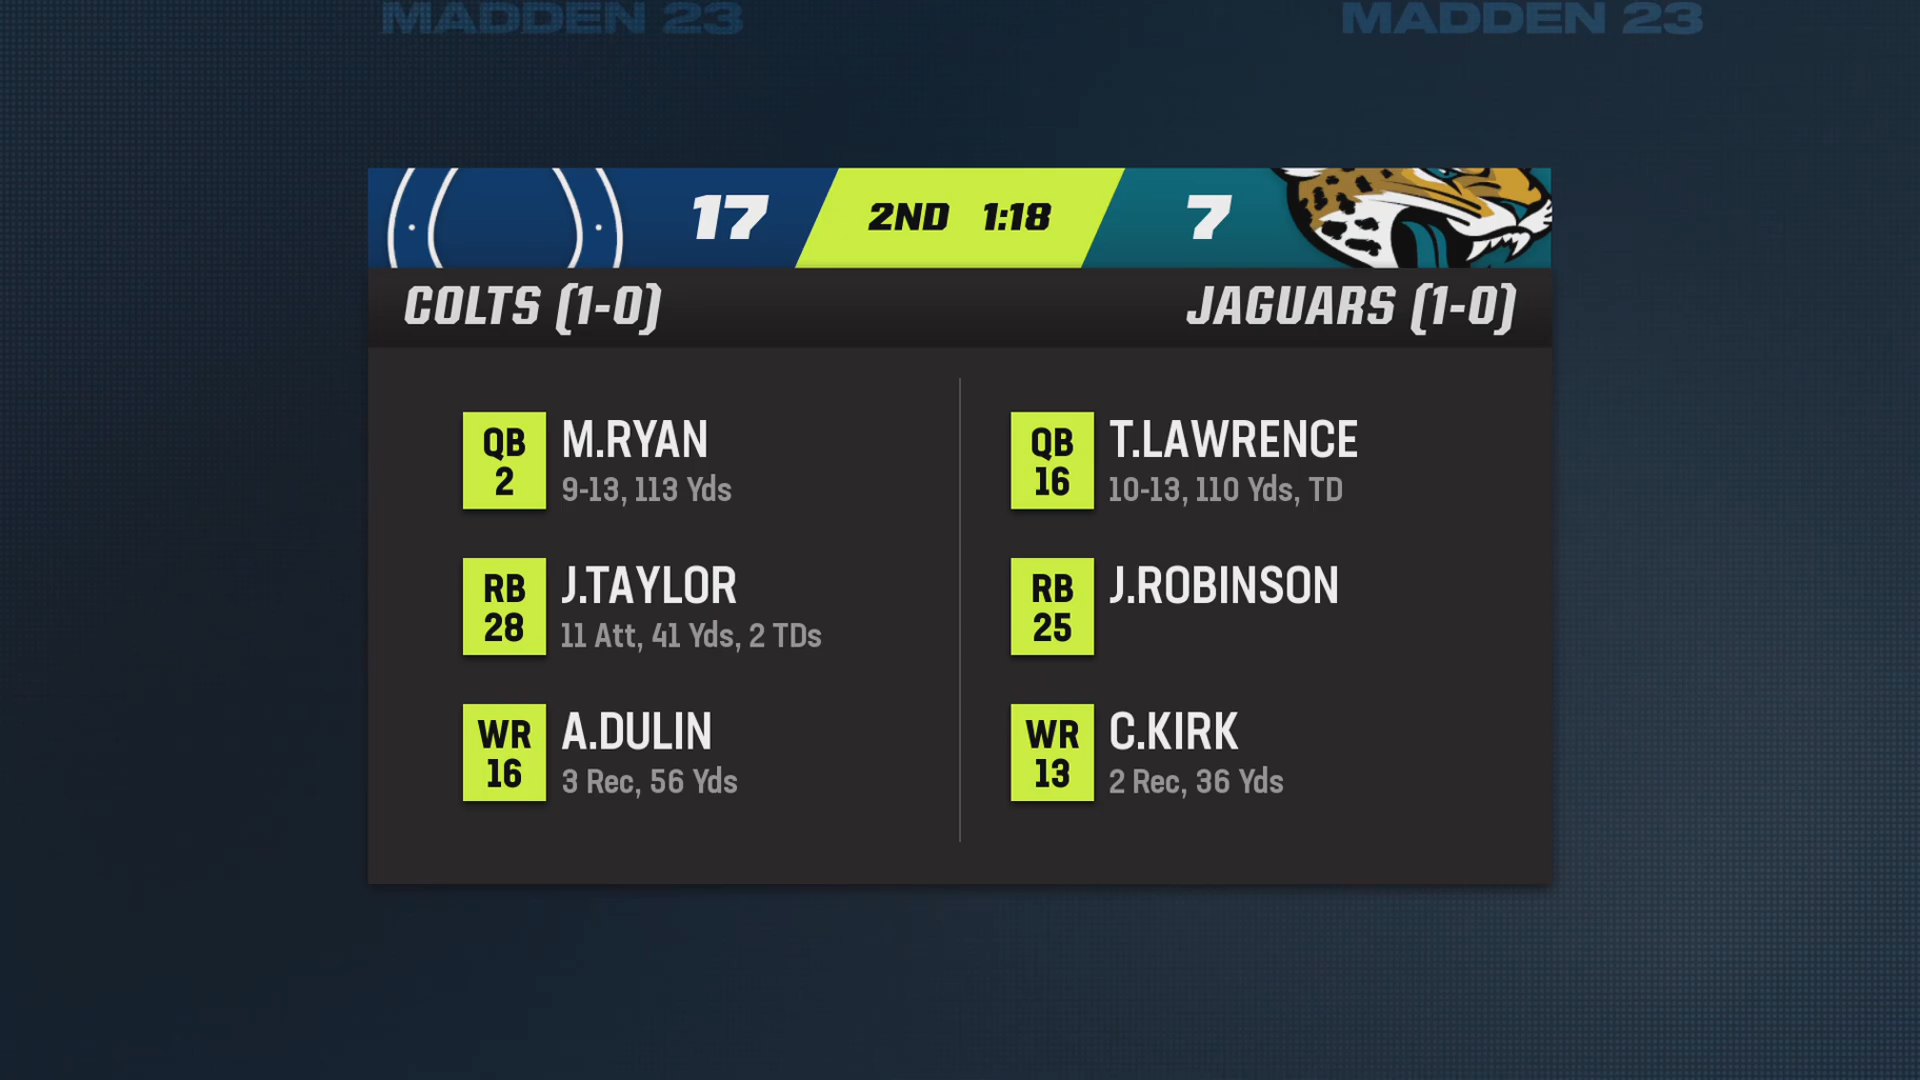 MADDEN 23 MADDEN 23
17 2ND 1:18 7
COLTS (1-0) JAGUARS (1-0)
QB 2 M.RYAN
9-13, 113 Yds
RB 28 J.TAYLOR
11 Att, 41 Yds, 2 TDs
WR 16 A.DULIN
3 Rec, 56 Yds
QB 16 T.LAWRENCE
10-13, 110 Yds, TD
RB 25 J.ROBINSON
WR 13 C.KIRK
2 Rec, 36 Yds